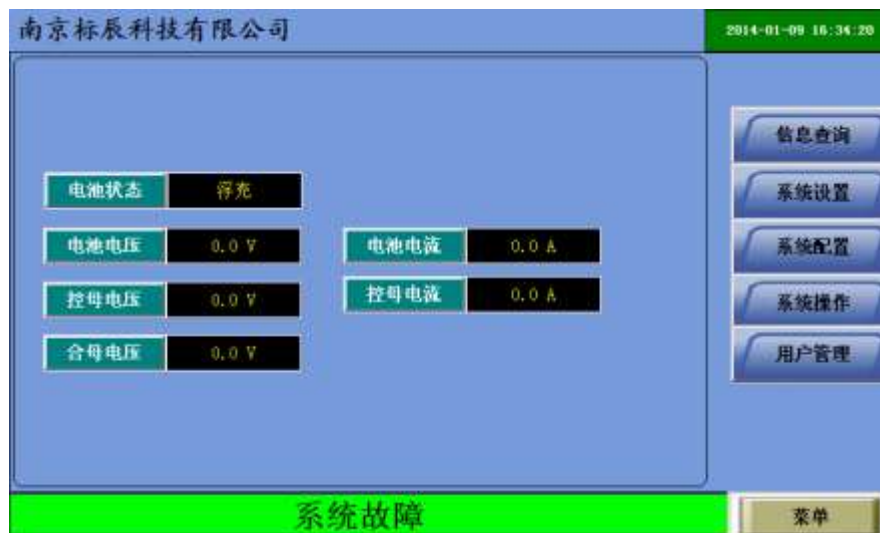 南京标辰科技有限公司
2014-01-09 16:34:20
信息查询
电池状态 浮充
系统设置
电池电压 0.0 V 电池电流 0.0 A
系统配置
控母电压 0.0 V 控母电流 0.0 A
系统操作
合母电压 0.0 V
用户管理
系统故障
菜单